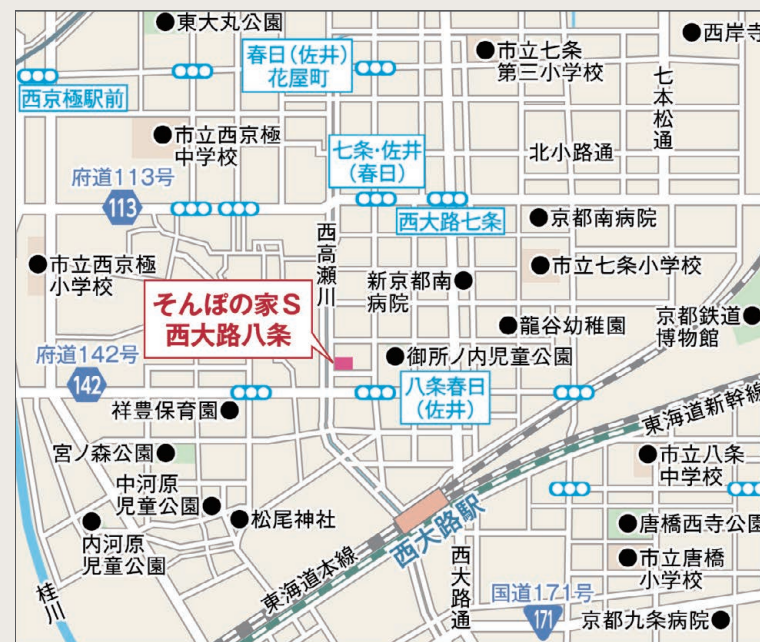 東大丸公園
西岸寺
春日(佐井)
花屋町
市立七条
第三小学校
七本松通
西京極駅前
市立西京極
中学校
七条・佐井
(春日)
北小路通
府道113号
113
西大路七条
京都南病院
西高瀬川
市立西京極
小学校
新京都南
病院
市立七条小学校
そんぽの家S
西大路八条
龍谷幼稚園
京都鉄道
博物館
府道142号
142
御所ノ内児童公園
八条春日
(佐井)
祥豊保育園
東海道新幹線
宮ノ森公園
市立八条
中学校
中河原
児童公園
松尾神社
内河原
児童公園
西大路駅
唐橋西寺公園
市立唐橋
小学校
桂川
東海道本線
西大路通
国道171号
171
京都九条病院